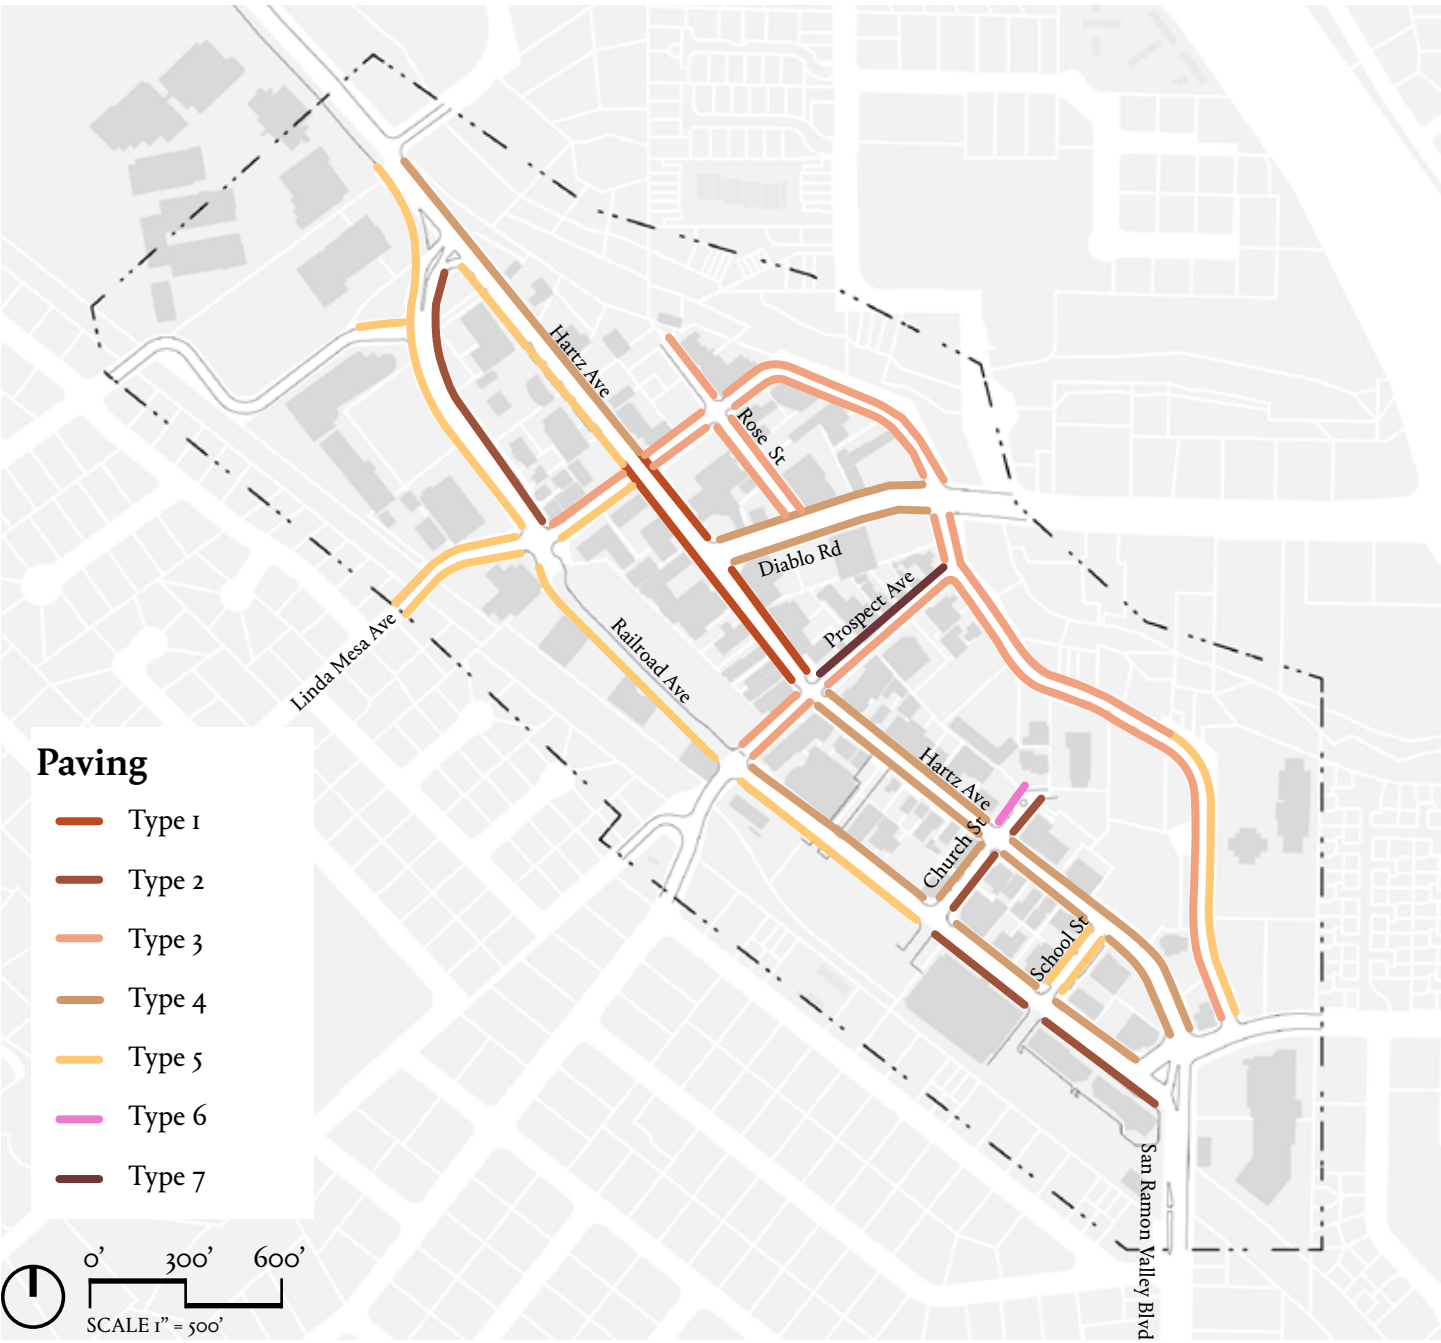 Hartz Ave
Rose St
Diablo Rd
Prospect Ave
Railroad Ave
Linda Mesa Ave
Hartz Ave
Church St
School St
San Ramon Valley Blvd
Paving
Type 1
Type 2
Type 3
Type 4
Type 5
Type 6
Type 7
0’ 300’ 600’
SCALE 1” = 500’